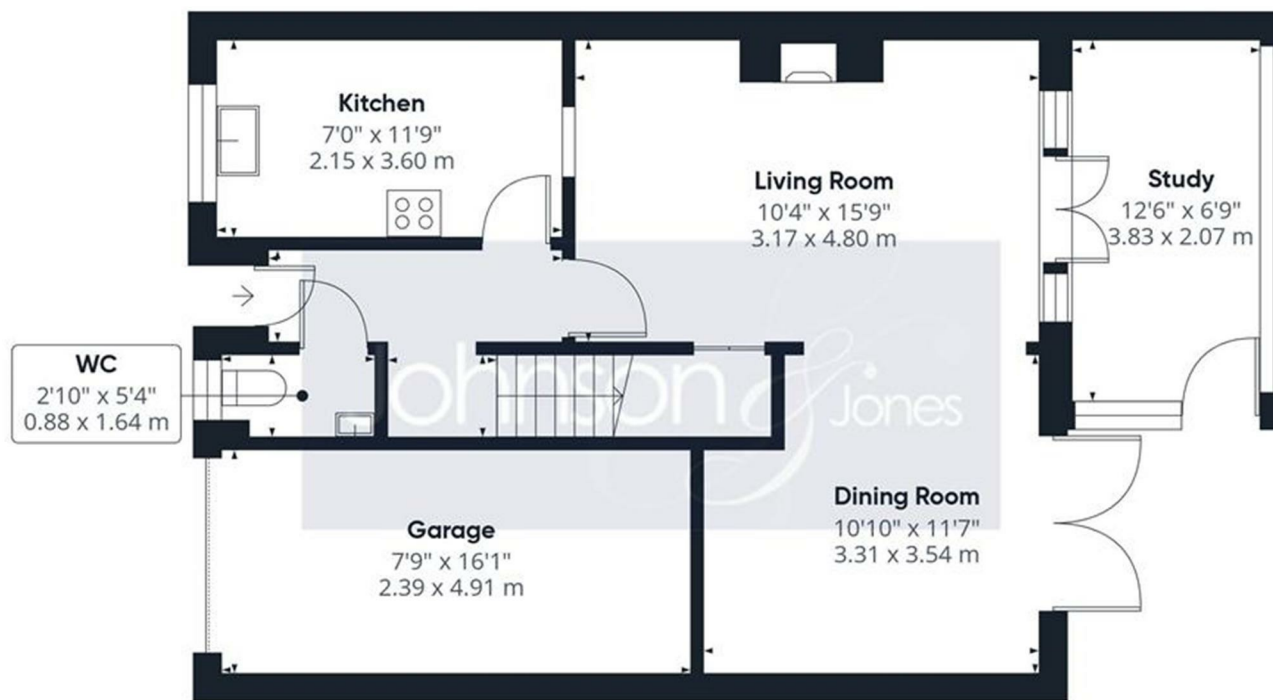 Kitchen
7'0" x 11'9"
2.15 x 3.60 m
Living Room
10'4" x 15'9"
3.17 x 4.80 m
Study
12'6" x 6'9"
3.83 x 2.07 m
WC
2'10" x 5'4"
0.88 x 1.64 m
Johnson & Jones
Dining Room
10'10" x 11'7"
3.31 x 3.54 m
Garage
7'9" x 16'1"
2.39 x 4.91 m